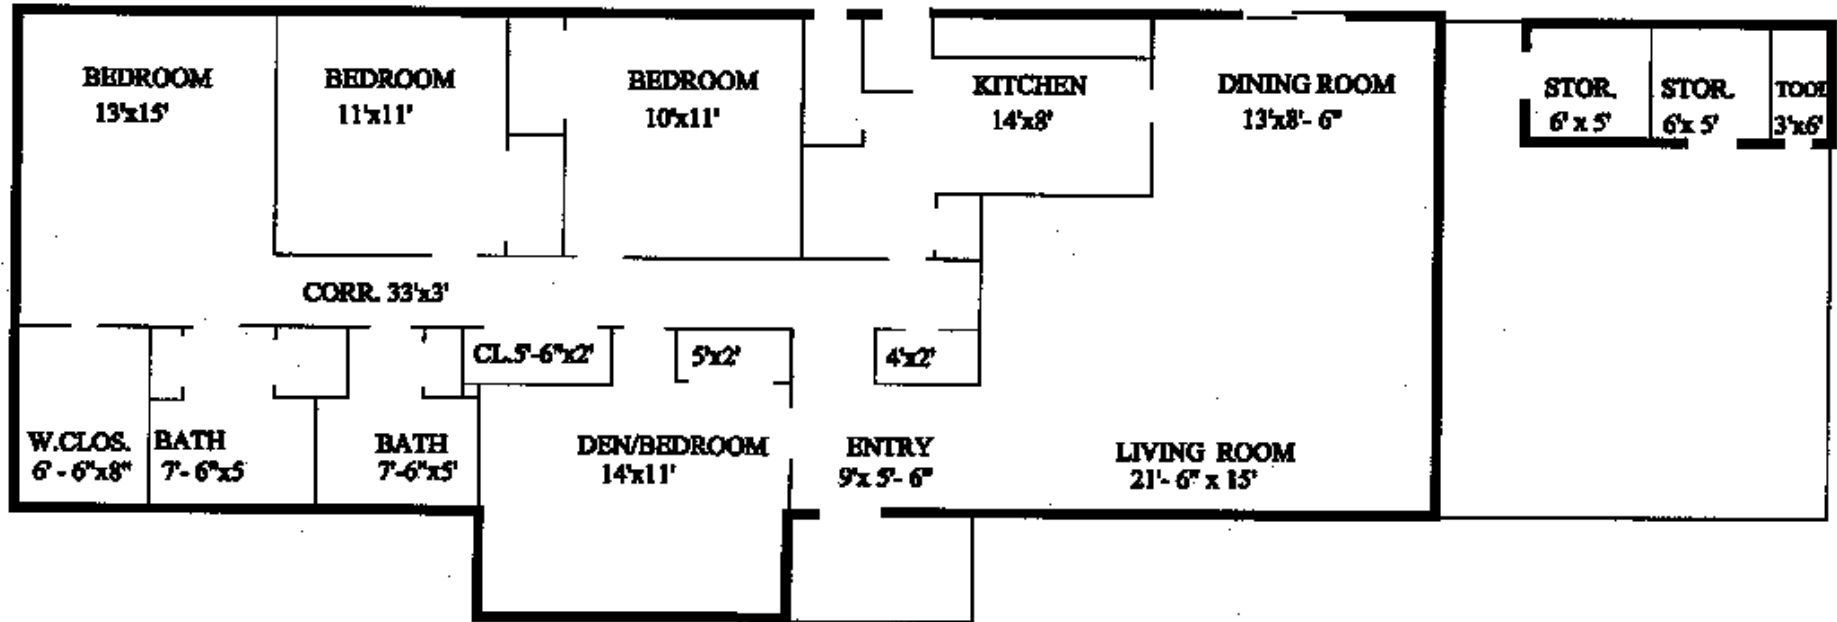 BEDROOM
13'x15'
BEDROOM
11'x11'
BEDROOM
10'x11'
KITCHEN
14'x8'
DINING ROOM
13'x8'- 6"
STOR.
6' x 5'
STOR.
6'x 5'
TOOL
3'x6'
CORR. 33'x3'
CL.5'-6"x2'
5'x2'
4'x2'
W.CLOS.
6' - 6"x8"
BATH
7'- 6"x5
BATH
7'-6"x5'
DEN/BEDROOM
14'x11'
ENTRY
9'x 5'- 6"
LIVING ROOM
21'- 6" x 15'